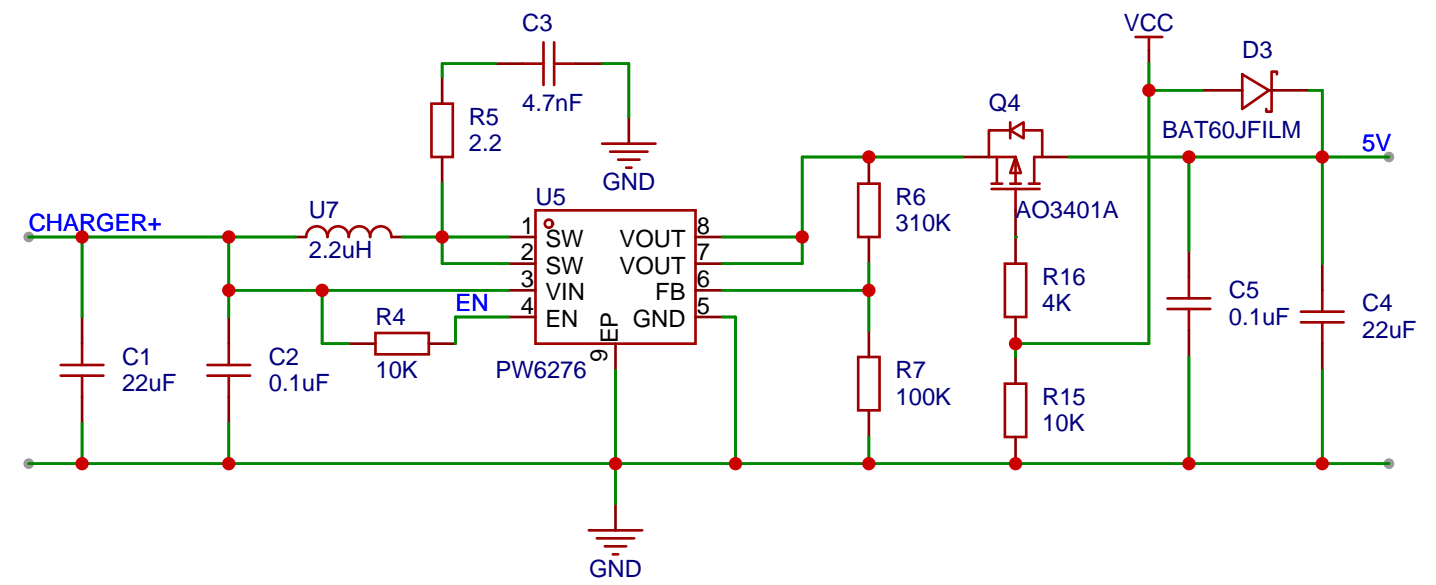 C3
4.7nF
R5
2.2
GND
VCC
D3
BAT60JFILM
Q4
AO3401A
5V
CHARGER+
U7
2.2uH
U5
1
2
3
4
SW
SW
VIN
EN
VOUT
VOUT
FB
GND
8
7
6
5
EP
9
PW6276
EN
R4
10K
R6
310K
R7
100K
R16
4K
R15
10K
C1
22uF
C2
0.1uF
C5
0.1uF
C4
22uF
GND